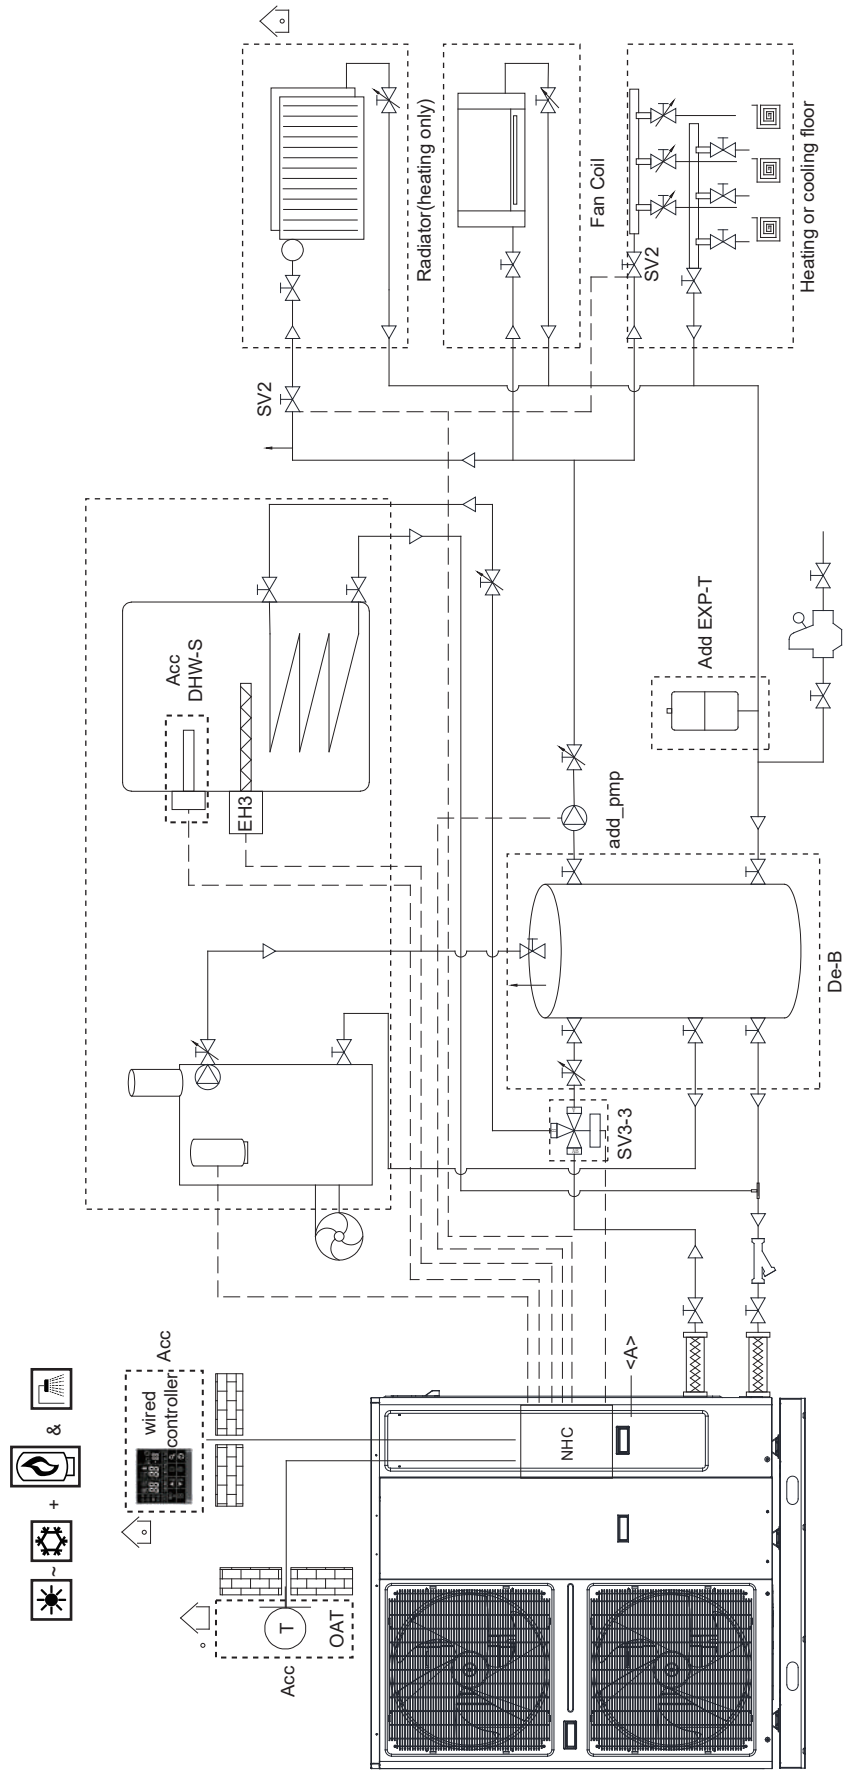 ~ + &
wired
controller
Acc
Acc
DHW-S
EH3
SV2
T
Acc
OAT
Radiator(heating only)
NHC
Fan Coil
add_pmp
SV3-3
<A>
SV2
Add EXP-T
Heating or cooling floor
De-B